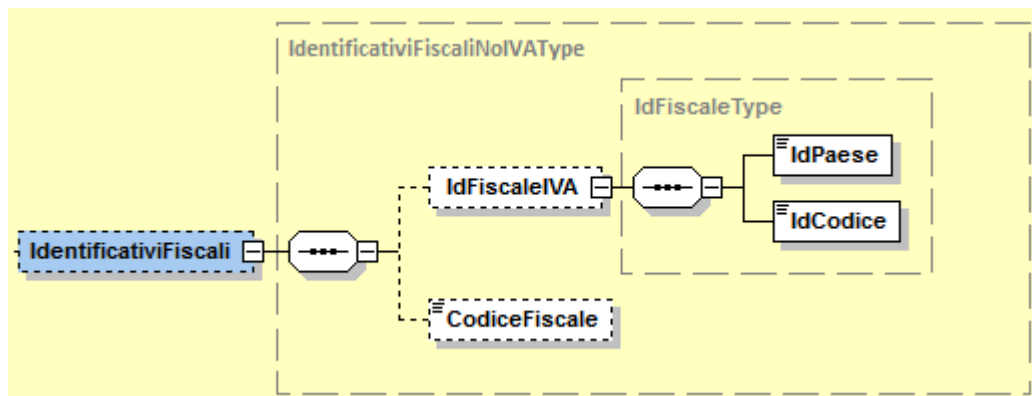 IdentificativiFiscaliNoIVAType
IdFiscaleType
IdPaese
IdFiscaleIVA
IdCodice
IdentificativiFiscali
CodiceFiscale